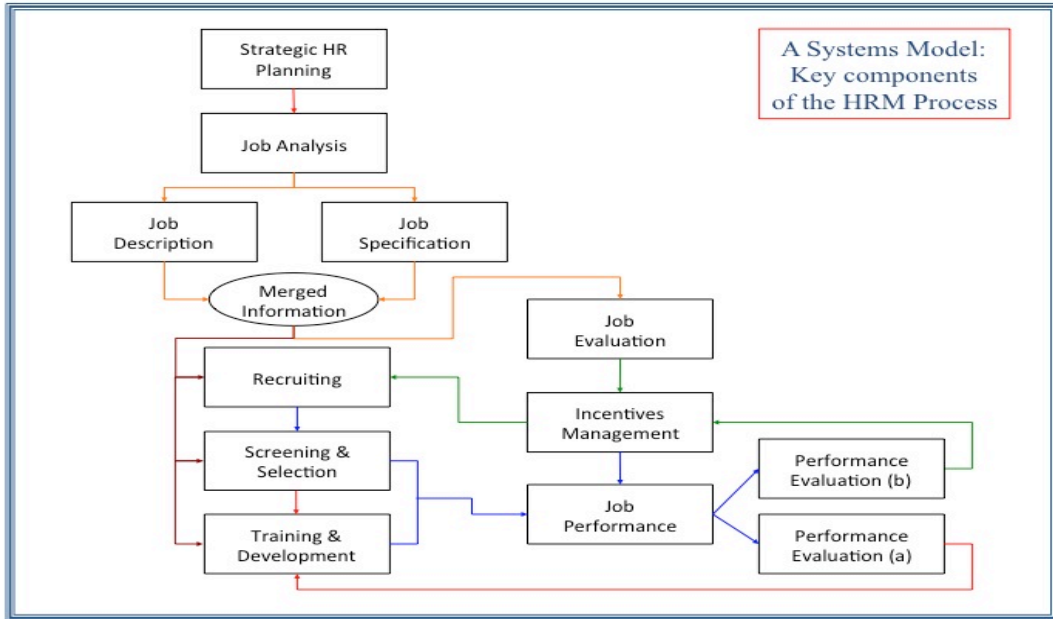 Strategic HR
Planning
A Systems Model:
Key components
of the HRM Process
Job Analysis
Job
Description
Job
Specification
Merged
Information
Job
Evaluation
Recruiting
Incentives
Management
Screening &
Selection
Performance
Evaluation (b)
Job
Performance
Training &
Development
Performance
Evaluation (a)